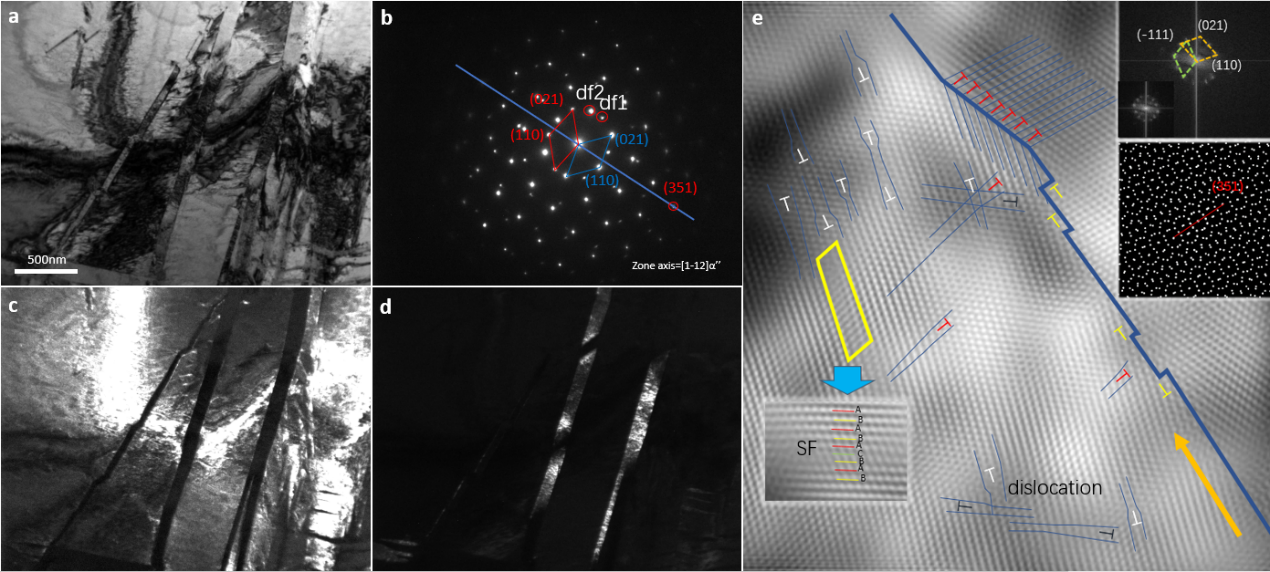 a
500nm
b
df2
df1
(021)
(110)
(021)
(110)
(351)
Zone axis=[1-12]α′′
c
d
e
(-111)
(021)
(110)
(351)
SF
A
B
A
B
A
C
B
A
B
dislocation